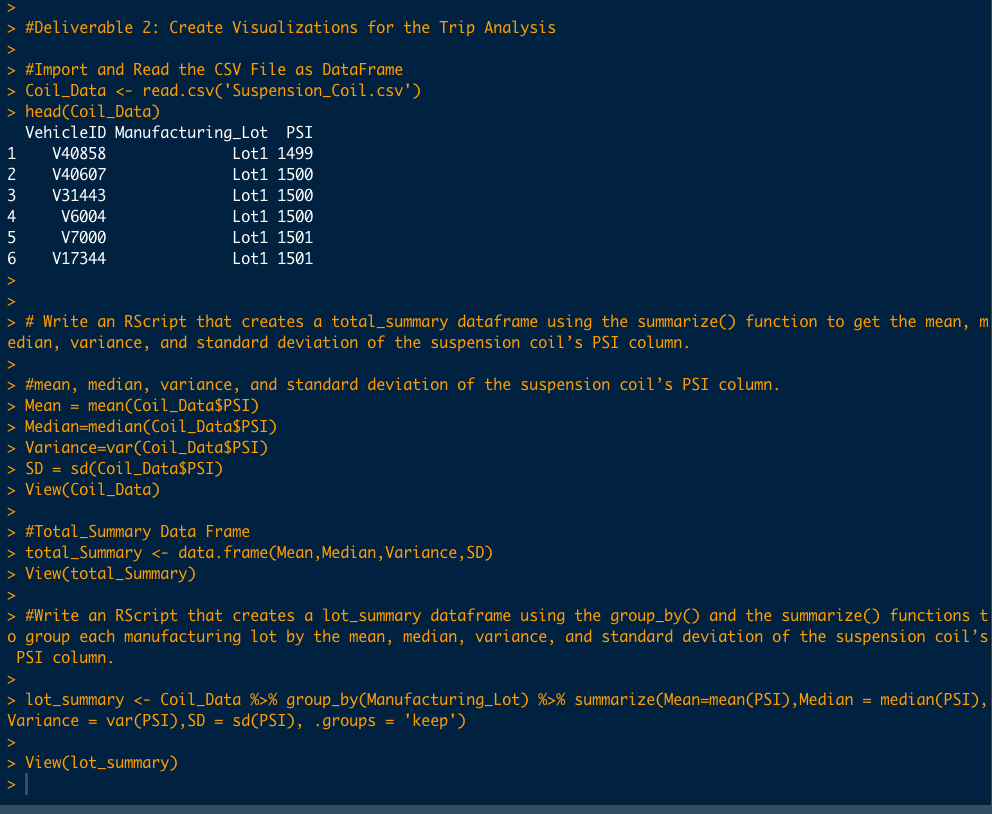 >
> #Deliverable 2: Create Visualizations for the Trip Analysis
>
> #Import and Read the CSV File as DataFrame
> Coil_Data <- read.csv('Suspension_Coil.csv')
> head(Coil_Data)
  VehicleID Manufacturing_Lot  PSI
1    V40858              Lot1 1499
2    V40607              Lot1 1500
3    V31443              Lot1 1500
4     V6004              Lot1 1500
5     V7000              Lot1 1501
6    V17344              Lot1 1501
>
>
> # Write an RScript that creates a total_summary dataframe using the summarize() function to get the mean, m
edian, variance, and standard deviation of the suspension coil’s PSI column.
>
> #mean, median, variance, and standard deviation of the suspension coil’s PSI column.
> Mean = mean(Coil_Data$PSI)
> Median=median(Coil_Data$PSI)
> Variance=var(Coil_Data$PSI)
> SD = sd(Coil_Data$PSI)
> View(Coil_Data)
>
> #Total_Summary Data Frame
> total_Summary <- data.frame(Mean,Median,Variance,SD)
> View(total_Summary)
>
> #Write an RScript that creates a lot_summary dataframe using the group_by() and the summarize() functions t
o group each manufacturing lot by the mean, median, variance, and standard deviation of the suspension coil’s
 PSI column.
>
> lot_summary <- Coil_Data %>% group_by(Manufacturing_Lot) %>% summarize(Mean=mean(PSI),Median = median(PSI),
Variance = var(PSI),SD = sd(PSI), .groups = 'keep')
>
> View(lot_summary)
>